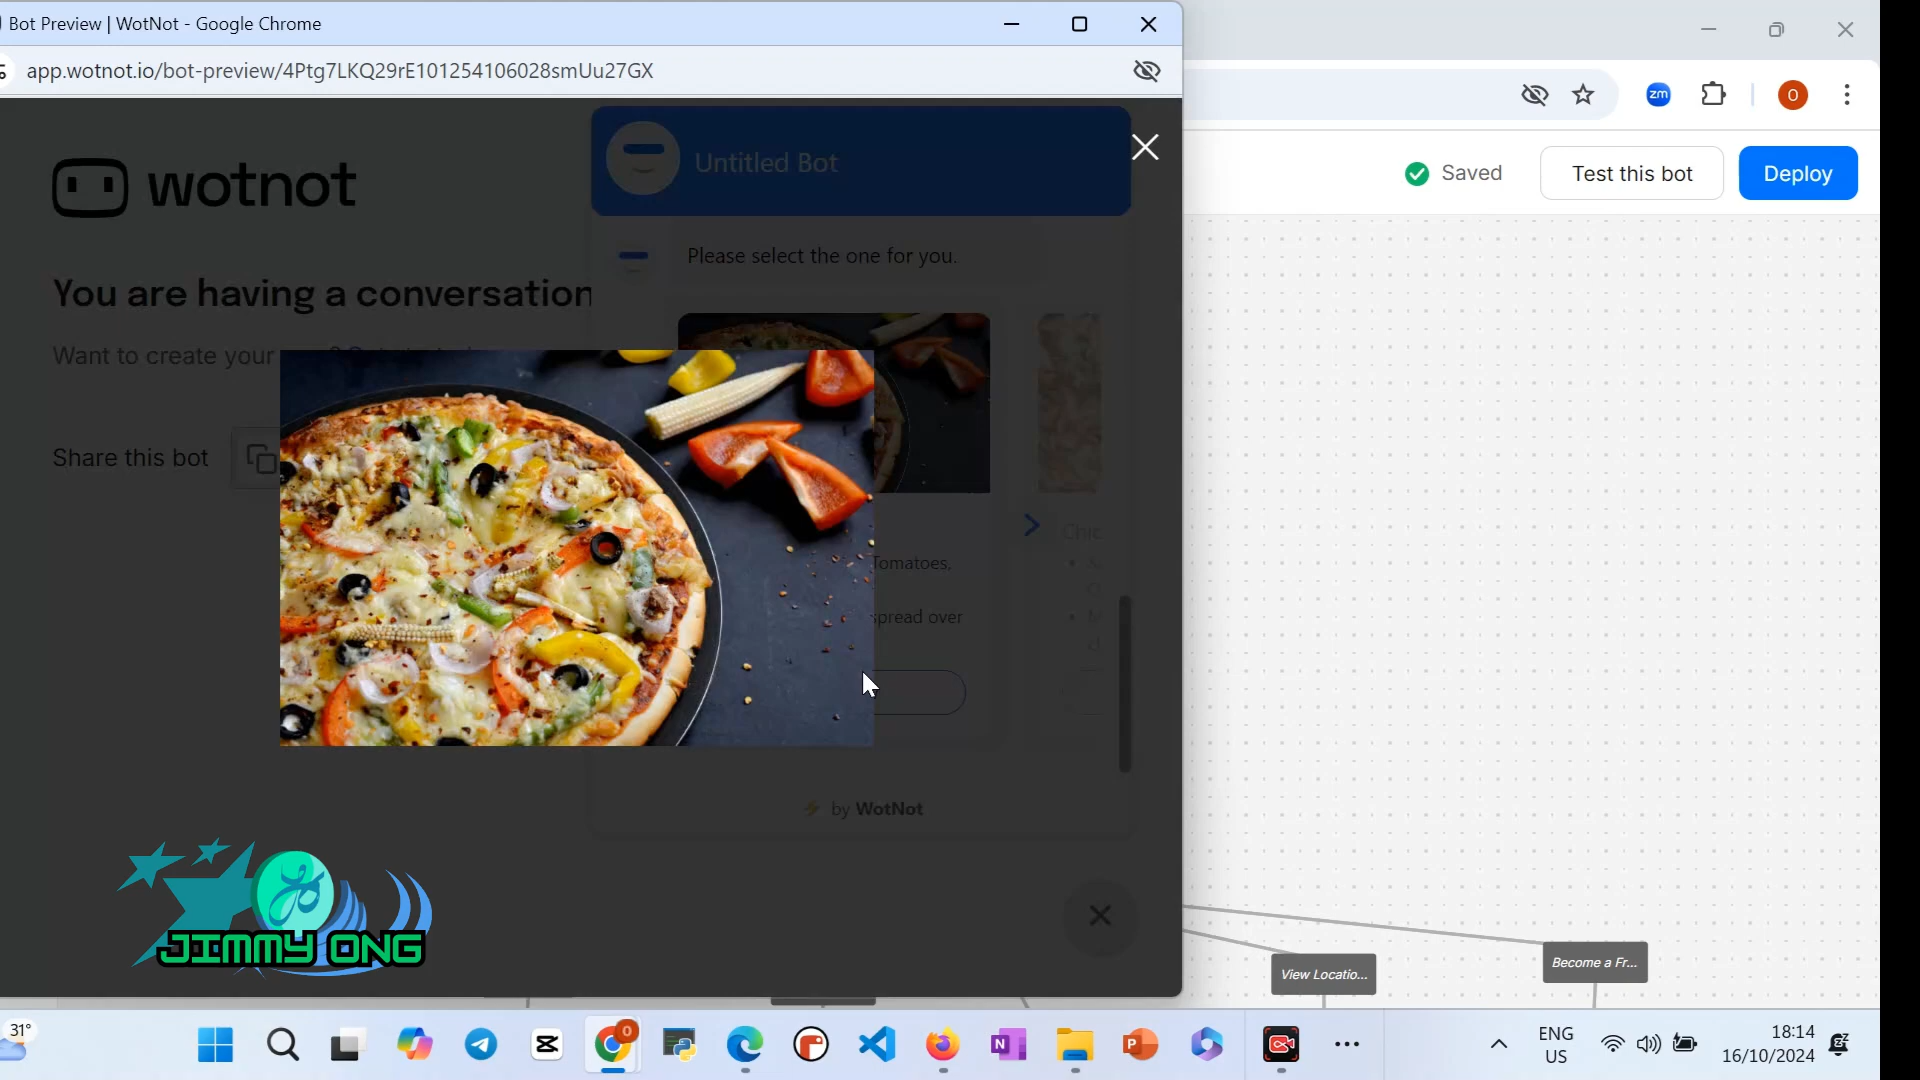 Bot Preview | WotNot - Google Chrome
app.wotnot.io/bot-preview/4Ptg7LKQ29rE101254106028smUu27GX
zm
O
wotnot
Untitled Bot
Saved
Test this bot
Deploy
Please select the one for you.
You are having a conversation
Want to create your
Share this bot
Tomatoes,
spread over
by WotNot
JIMMY ONG
View Locatio...
Become a Fr...
31°
ENG
US
18:14
16/10/2024